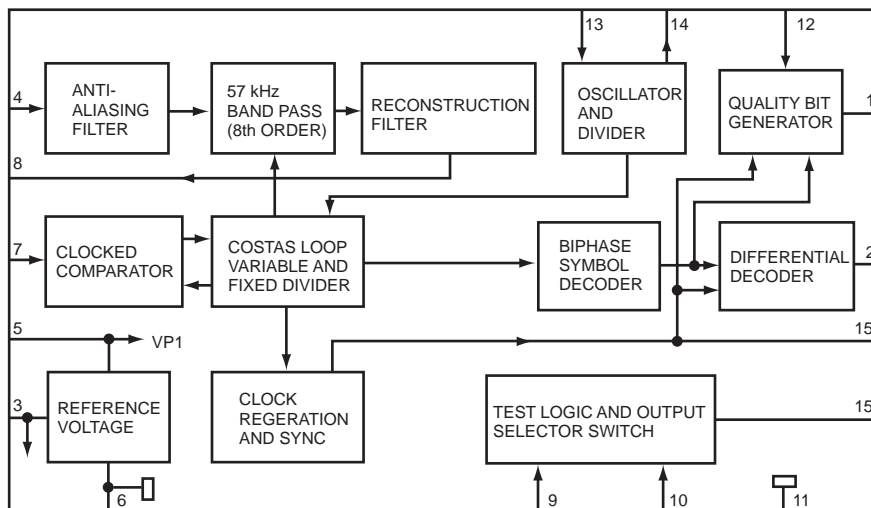 13
14
12
4
ANTI-
ALIASING
FILTER
57 kHz
BAND PASS
(8th ORDER)
RECONSTRUCTION
FILTER
OSCILLATOR
AND
DIVIDER
QUALITY BIT
GENERATOR
1
8
7
CLOCKED
COMPARATOR
COSTAS LOOP
VARIABLE AND
FIXED DIVIDER
BIPHASE
SYMBOL
DECODER
DIFFERENTIAL
DECODER
2
5
VP1
15
3
REFERENCE
VOLTAGE
CLOCK
REGERATION
AND SYNC
TEST LOGIC AND OUTPUT
SELECTOR SWITCH
15
6
9
10
11